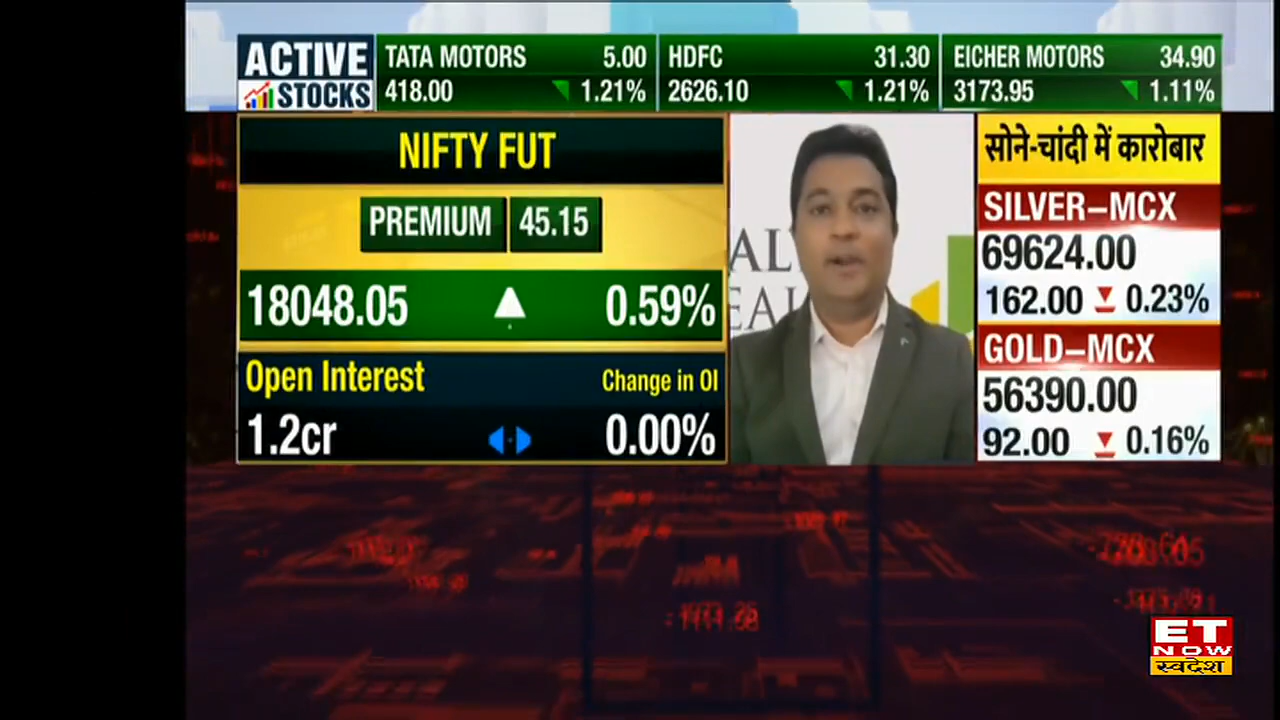 ACTIVE
STOCKS
TATA MOTORS 5.00
418.00 1.21%
HDFC 31.30
2626.10 1.21%
EICHER MOTORS 34.90
3173.95 1.11%
NIFTY FUT
PREMIUM 45.15
18048.05 0.59%
Open Interest Change in OI
1.2cr 0.00%
सोने-चांदी में कारोबार
SILVER–MCX
69624.00
162.00 0.23%
GOLD–MCX
56390.00
92.00 0.16%
ET
NOW
स्वदेश